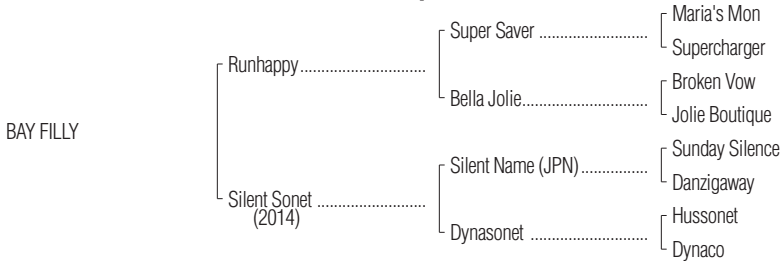 Maria's Mon
Super Saver ..........................
Supercharger
Runhappy..............................
Broken Vow
Bella Jolie..............................
Jolie Boutique
BAY FILLY
Sunday Silence
Silent Name (JPN) ................
Danzigaway
Silent Sonet ..........................
(2014)
Hussonet
Dynasonet ............................
Dynaco